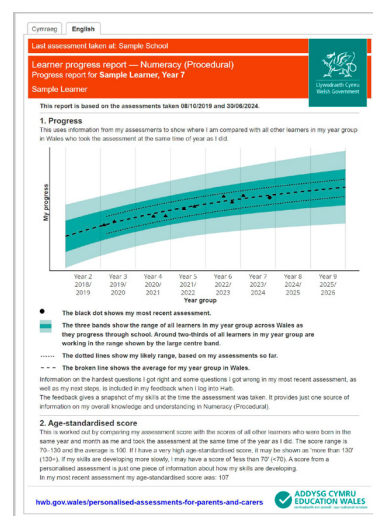 Cymraeg English
Last assessment taken at: Sample School
Learner progress report — Numeracy (Procedural)
Progress report for Sample Learner, Year 7
Sample Learner
Llywodraeth Cymru
Welsh Government
This report is based on the assessments taken 08/10/2019 and 30/06/2024.
1. Progress
This uses information from my assessments to show where I am compared with all other learners in my year group
in Wales who took the assessment at the same time of year as I did.
My progress
Year 2 Year 3 Year 4 Year 5 Year 6 Year 7 Year 8 Year 9
2018/ 2019/ 2020/ 2021/ 2022/ 2023/ 2024/ 2025/
2019 2020 2021 2022 2023 2024 2025 2026
Year group
The black dot shows my most recent assessment.
The three bands show the range of all learners in my year group across Wales as
they progress through school. Around two-thirds of all learners in my year group are
working in the range shown by the large centre band.
The dotted lines show my likely range, based on my assessments so far.
The broken line shows the average for my year group in Wales.
Information on the hardest questions I got right and some questions I got wrong in my most recent assessment, as
well as my next steps, is included in my feedback when I log into Hwb.
The feedback gives a snapshot of my skills at the time the assessment was taken. It provides just one source of
information on my overall knowledge and understanding in Numeracy (Procedural).
2. Age-standardised score
This is worked out by comparing my assessment score with the scores of all other learners who were born in the
same year and month as me and took the assessment at the same time of the year as I did. The score range is
70–130 and the average is 100. If I have a very high age-standardised score, it may be shown as 'more than 130'
(130+). If my skills are developing more slowly, I may have a score of 'less than 70' (<70). A score from a
personalised assessment is just one piece of information about how my skills are developing.
In my most recent assessment my age-standardised score was: 107
hwb.gov.wales/personalised-assessments-for-parents-and-carers
ADDYSG CYMRU
EDUCATION WALES